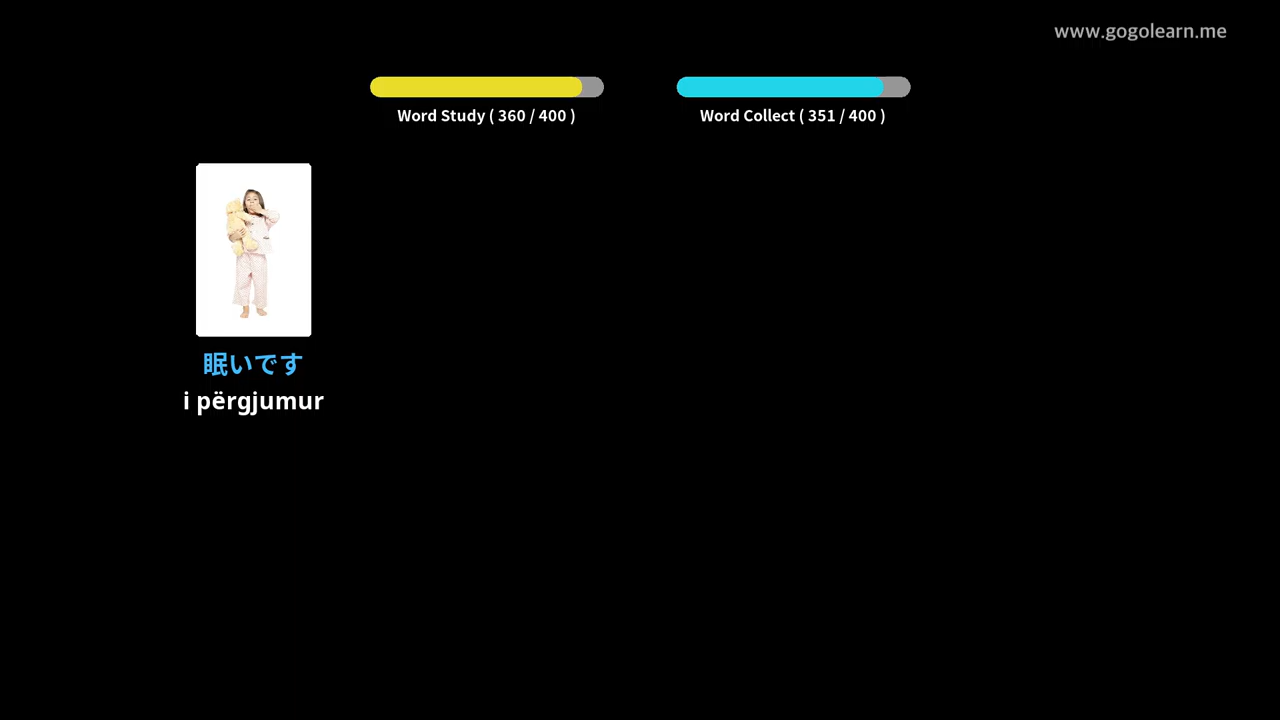 www.gogolearn.me
Word Study ( 360 / 400 )
Word Collect ( 351 / 400 )
眠いです
i përgjumur